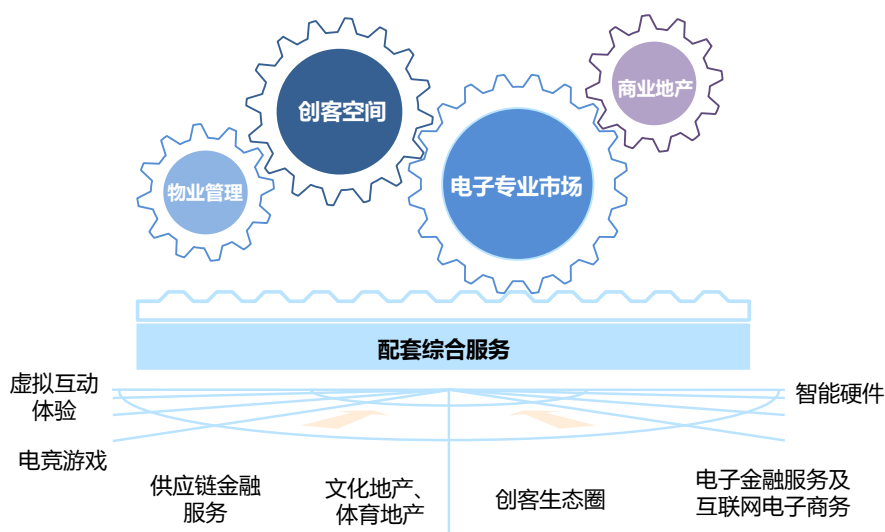 创客空间
商业地产
物业管理
电子专业市场
配套综合服务
虚拟互动
体验
智能硬件
电竞游戏
供应链金融
服务
文化地产、
体育地产
创客生态圈
电子金融服务及
互联网电子商务